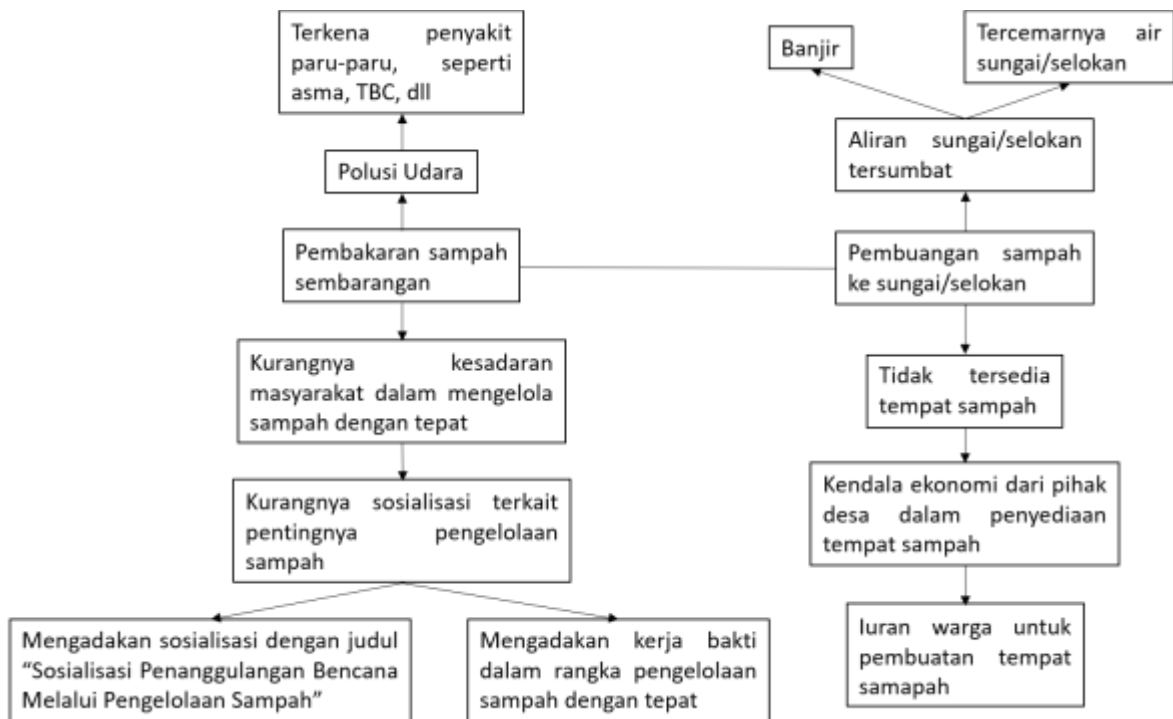 Terkena penyakit
paru-paru, seperti
asma, TBC, dll
Banjir
Tercemarnya air
sungai/selokan
Polusi Udara
Aliran sungai/selokan
tersumbat
Pembakaran sampah
sembarangan
Pembuangan sampah
ke sungai/selokan
Kurangnya kesadaran
masyarakat dalam mengelola
sampah dengan tepat
Tidak tersedia
tempat sampah
Kurangnya sosialisasi terkait
pentingnya pengelolaan
sampah
Kendala ekonomi dari pihak
desa dalam penyediaan
tempat sampah
Mengadakan sosialisasi dengan judul
“Sosialisasi Penanggulangan Bencana
Melalui Pengelolaan Sampah”
Mengadakan kerja bakti
dalam rangka pengelolaan
sampah dengan tepat
Iuran warga untuk
pembuatan tempat
samapah